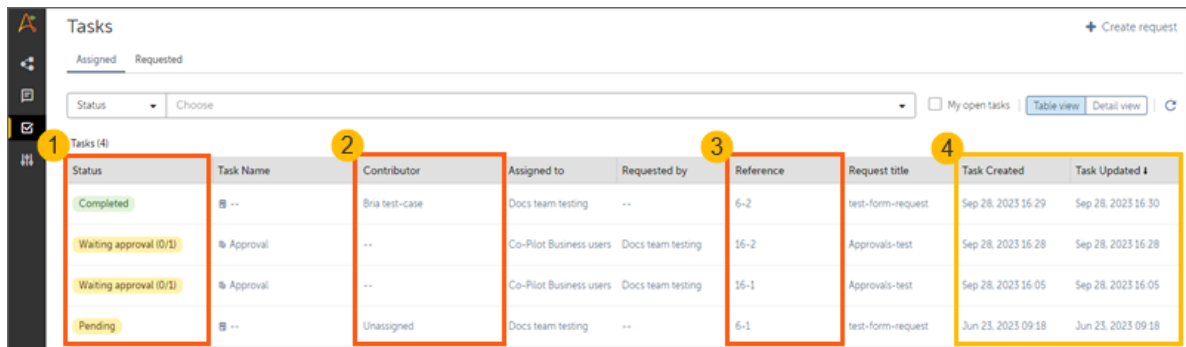 Tasks
+ Create request
Assigned Requested
Status Choose My open tasks Table view Detail view
1 Tasks (4) 2 3 4
Status Task Name Contributor Assigned to Requested by Reference Request title Task Created Task Updated
Completed -- Bria test-case Docs team testing -- 6-2 test-form-request Sep 28, 2023 16:29 Sep 28, 2023 16:30
Waiting approval (0/1) Approval -- Co-Pilot Business users Docs team testing 16-2 Approvals-test Sep 28, 2023 16:28 Sep 28, 2023 16:28
Waiting approval (0/1) Approval -- Co-Pilot Business users Docs team testing 16-1 Approvals-test Sep 28, 2023 16:05 Sep 28, 2023 16:05
Pending -- Unassigned Docs team testing -- 6-1 test-form-request Jun 23, 2023 09:18 Jun 23, 2023 09:18